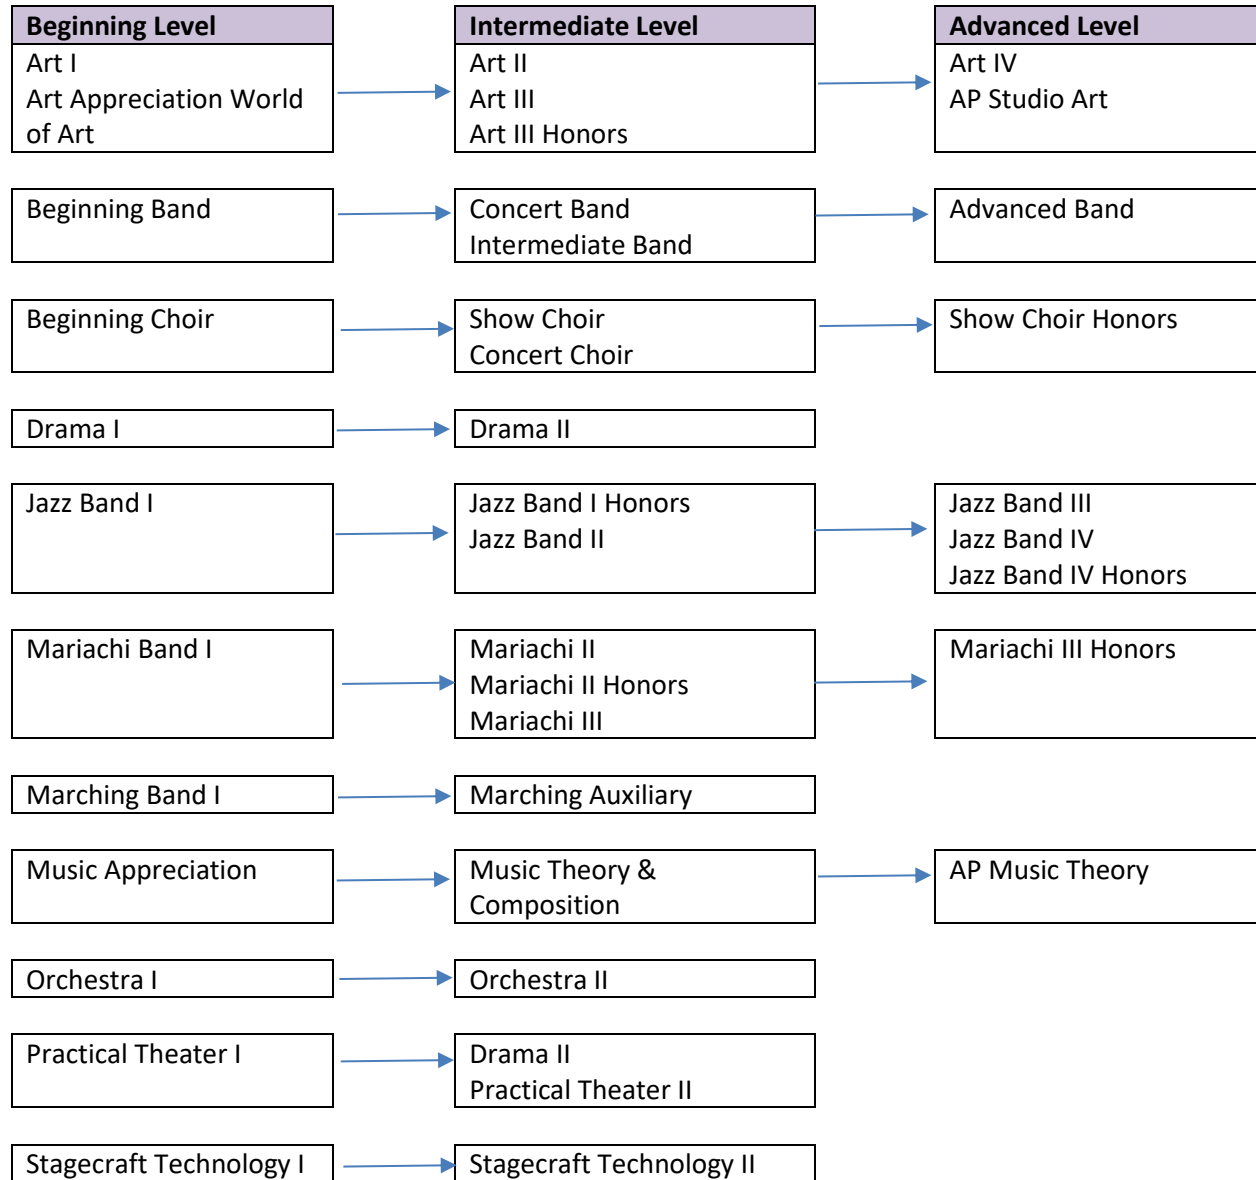 Beginning Level
Intermediate Level
Advanced Level
Art I
Art Appreciation World
of Art
Art II
Art III
Art III Honors
Art IV
AP Studio Art
Beginning Band
Concert Band
Intermediate Band
Advanced Band
Beginning Choir
Show Choir
Concert Choir
Show Choir Honors
Drama I
Drama II
Jazz Band I
Jazz Band I Honors
Jazz Band II
Jazz Band III
Jazz Band IV
Jazz Band IV Honors
Mariachi Band I
Mariachi II
Mariachi II Honors
Mariachi III
Mariachi III Honors
Marching Band I
Marching Auxiliary
Music Appreciation
Music Theory &
Composition
AP Music Theory
Orchestra I
Orchestra II
Practical Theater I
Drama II
Practical Theater II
Stagecraft Technology I
Stagecraft Technology II